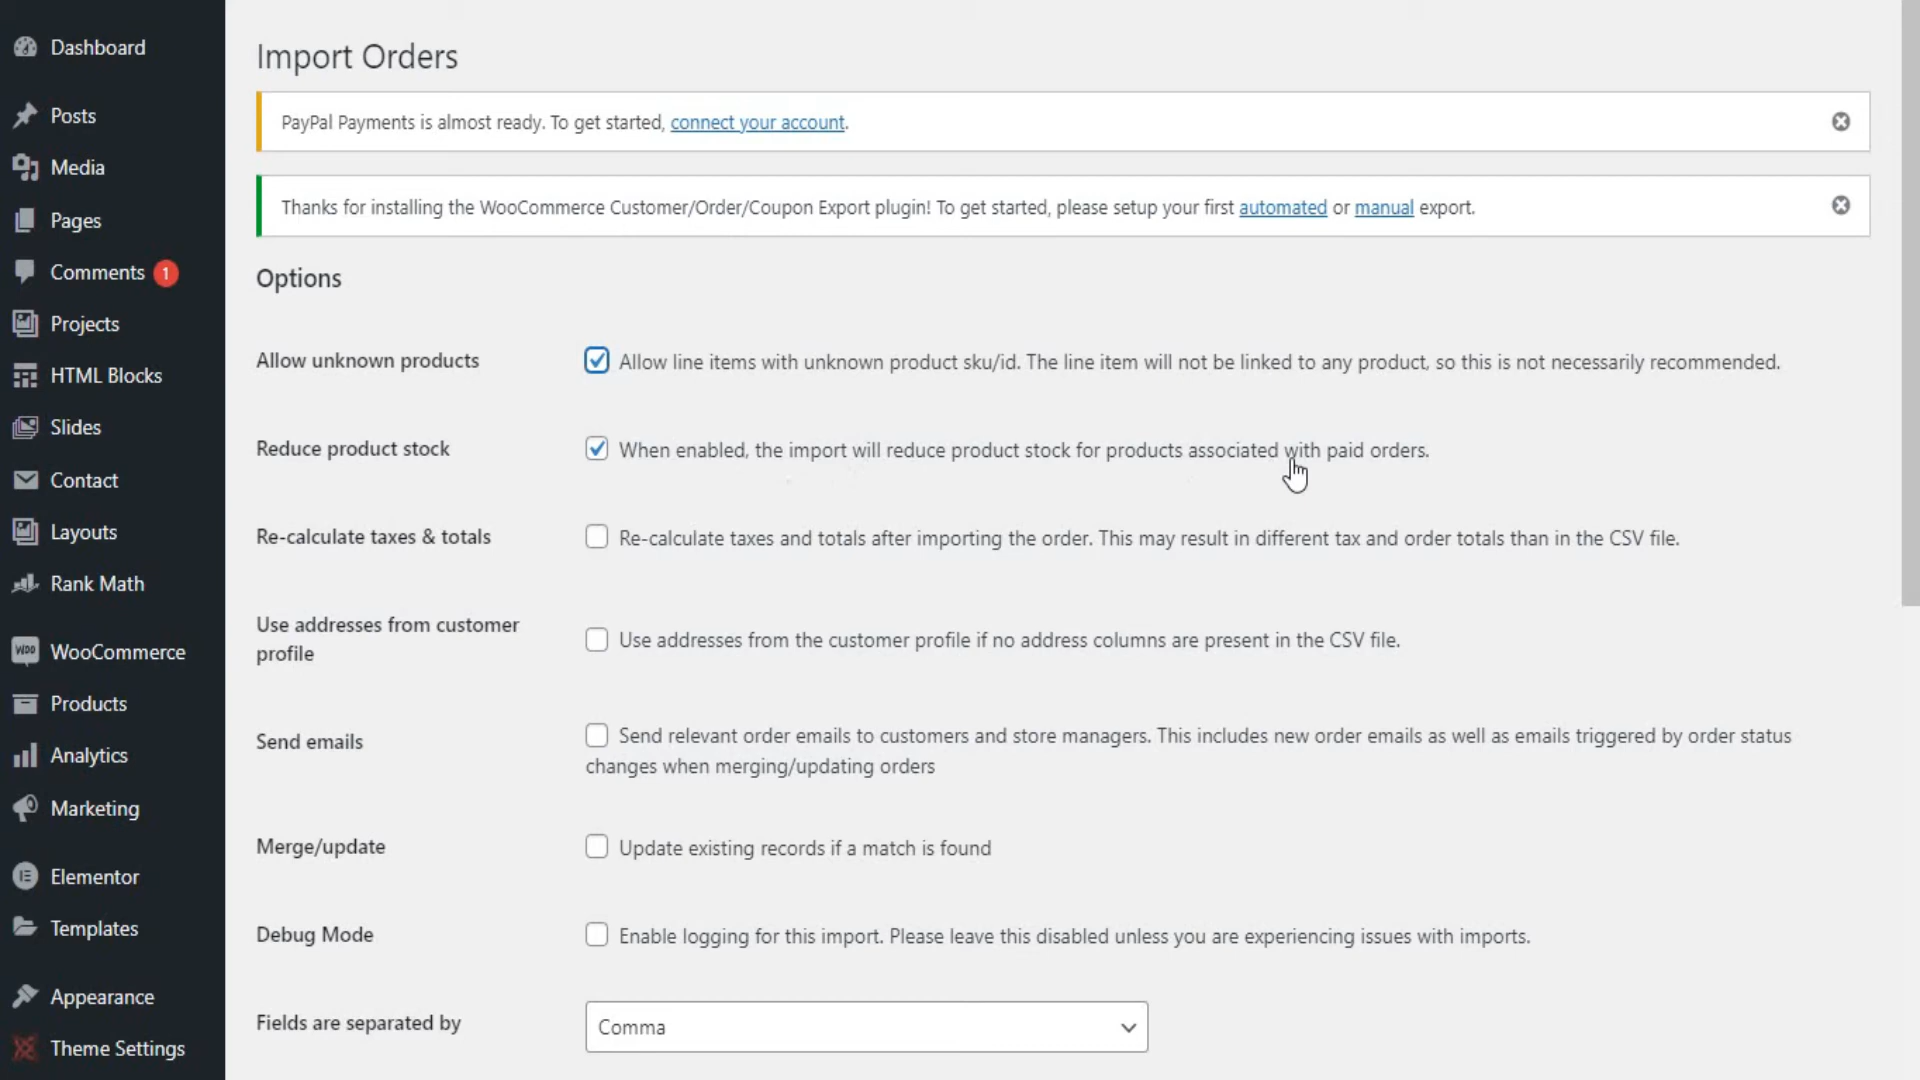 Dashboard
Posts
Media
Pages
Comments 1
Projects
HTML Blocks
Slides
Contact
Layouts
Rank Math
WOO WooCommerce
Products
Analytics
Marketing
Elementor
Templates
Appearance
Theme Settings
Import Orders
PayPal Payments is almost ready. To get started, connect your account.
Thanks for installing the WooCommerce Customer/Order/Coupon Export plugin! To get started, please setup your first automated or manual export.
Options
Allow unknown products
Allow line items with unknown product sku/id. The line item will not be linked to any product, so this is not necessarily recommended.
Reduce product stock
When enabled, the import will reduce product stock for products associated with paid orders.
Re-calculate taxes & totals
Re-calculate taxes and totals after importing the order. This may result in different tax and order totals than in the CSV file.
Use addresses from customer
profile
Use addresses from the customer profile if no address columns are present in the CSV file.
Send emails
Send relevant order emails to customers and store managers. This includes new order emails as well as emails triggered by order status
changes when merging/updating orders
Merge/update
Update existing records if a match is found
Debug Mode
Enable logging for this import. Please leave this disabled unless you are experiencing issues with imports.
Fields are separated by
Comma